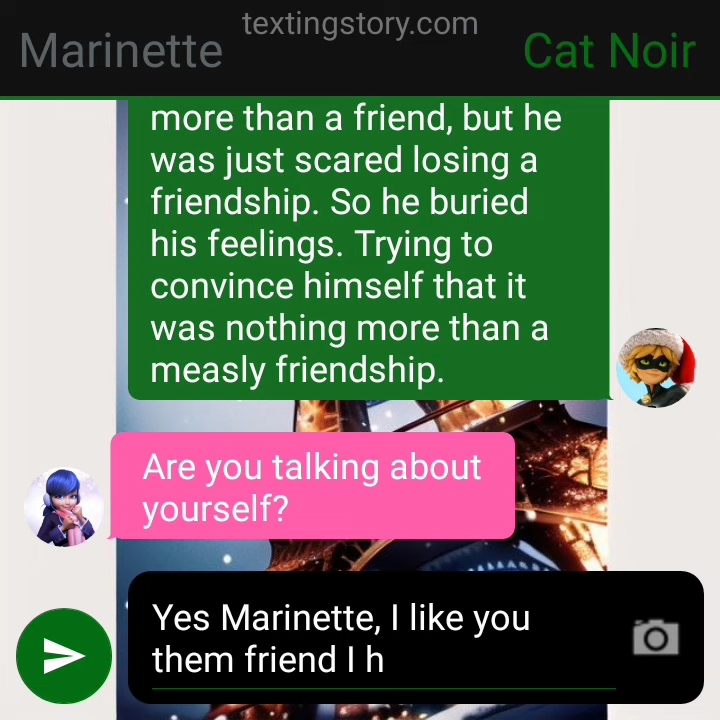 textingstory.com
Marinette
Cat Noir
more than a friend, but he
was just scared losing a
friendship. So he buried
his feelings. Trying to
convince himself that it
was nothing more than a
measly friendship.
Are you talking about
yourself?
Yes Marinette, I like you
them friend I h